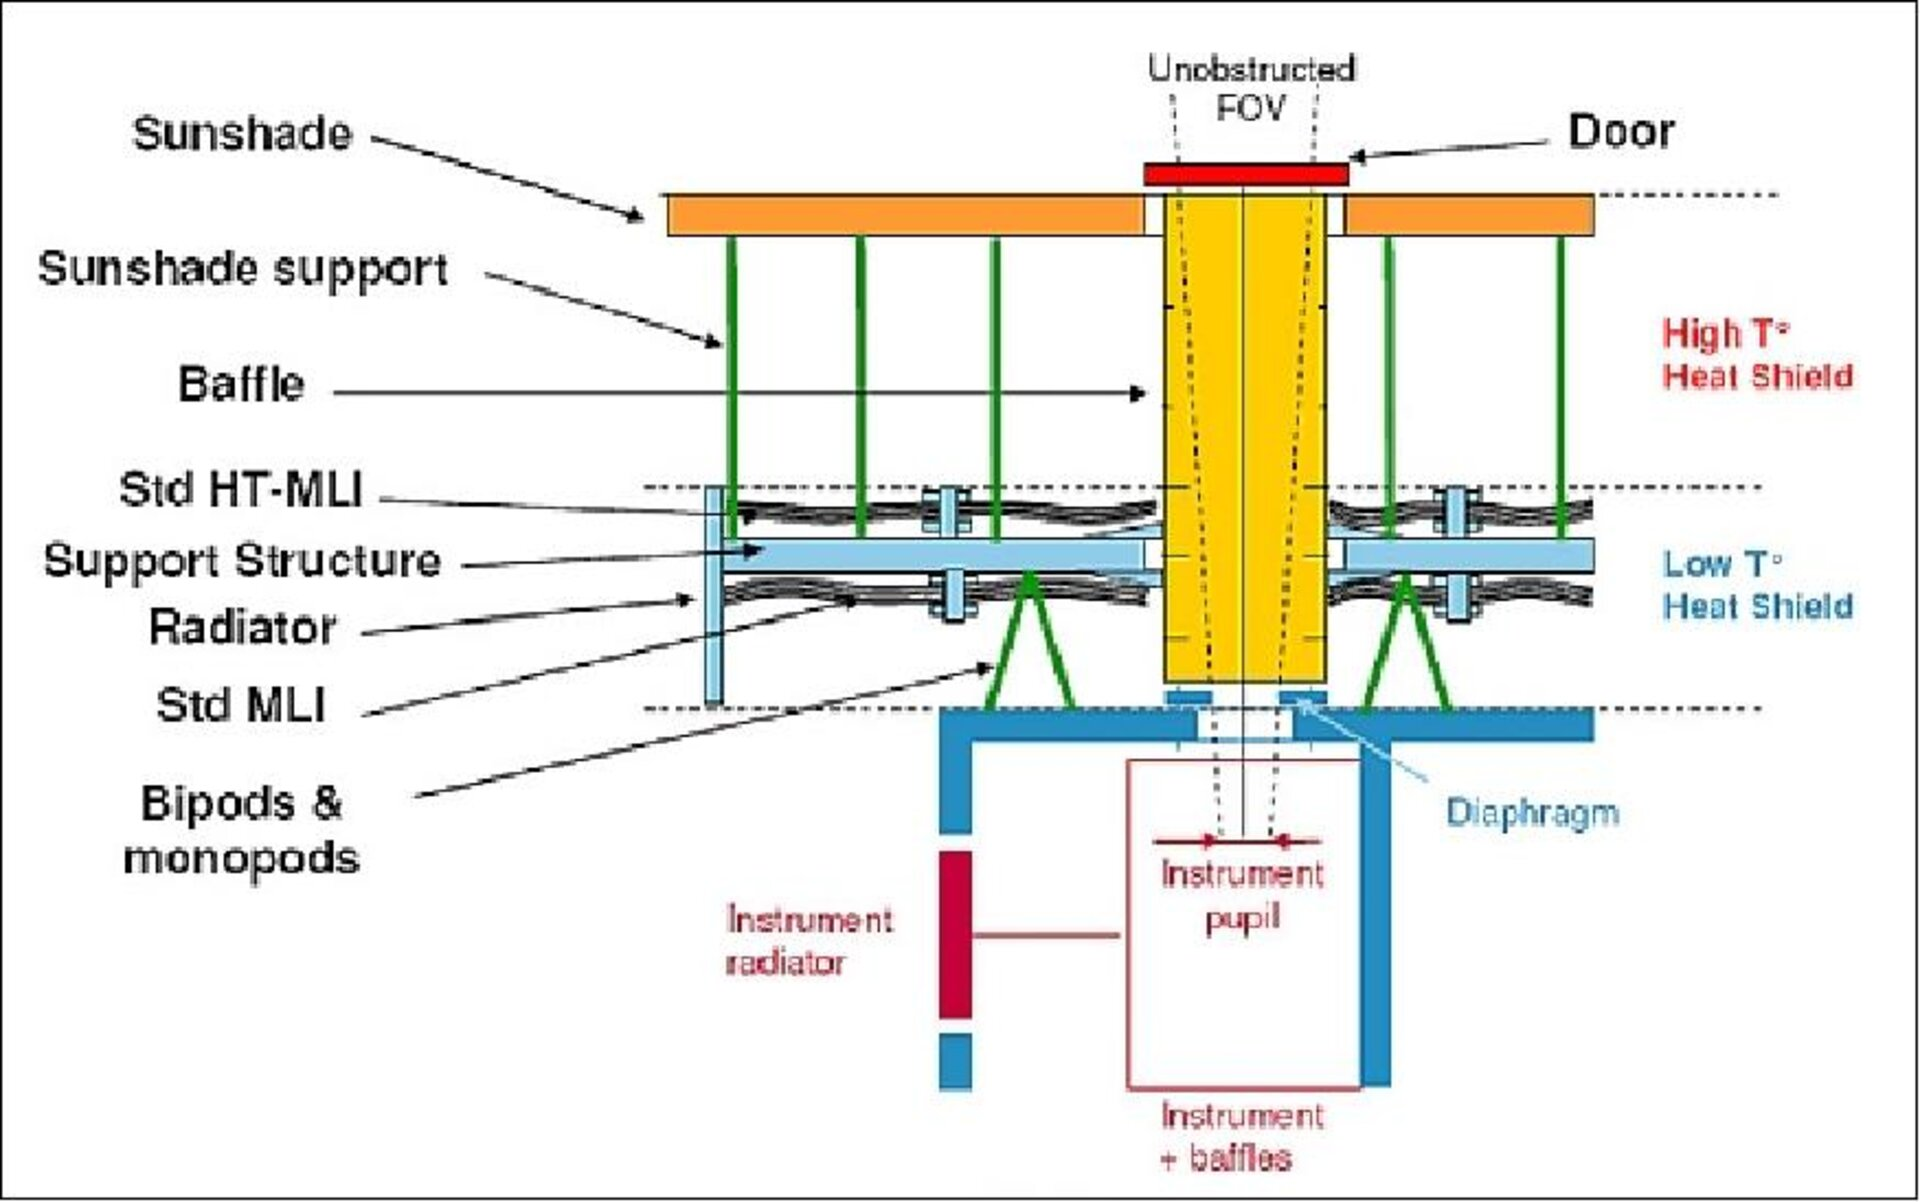 Unobstructed
FOV
Sunshade
Door
Sunshade support
High T°
Heat Shield
Baffle
Std HT-MLI
Support Structure
Low T°
Heat Shield
Radiator
Std MLI
Bipods &
monopods
Diaphragm
Instrument
pupil
Instrument
radiator
Instrument
+ baffles